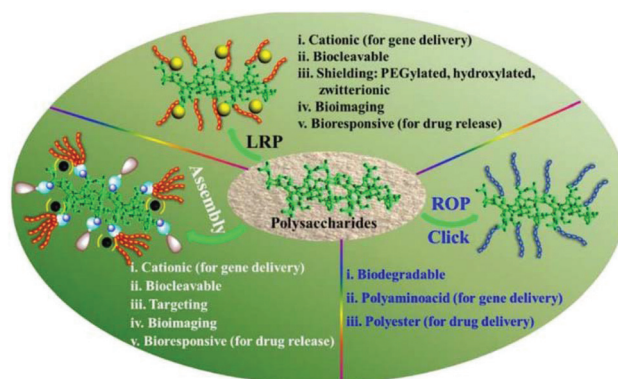 i. Cationic (for gene delivery)
ii. Biocleavable
iii. Shielding: PEGylated, hydroxylated,
zwitterionic
iv. Bioimaging
v. Bioresponsive (for drug release)
LRP
Assembly
Polysaccharides
ROP
Click
i. Cationic (for gene delivery)
ii. Biocleavable
iii. Targeting
iv. Bioimaging
v. Bioresponsive (for drug release)
i. Biodegradable
ii. Polyaminoacid (for gene delivery)
iii. Polyester (for drug delivery)